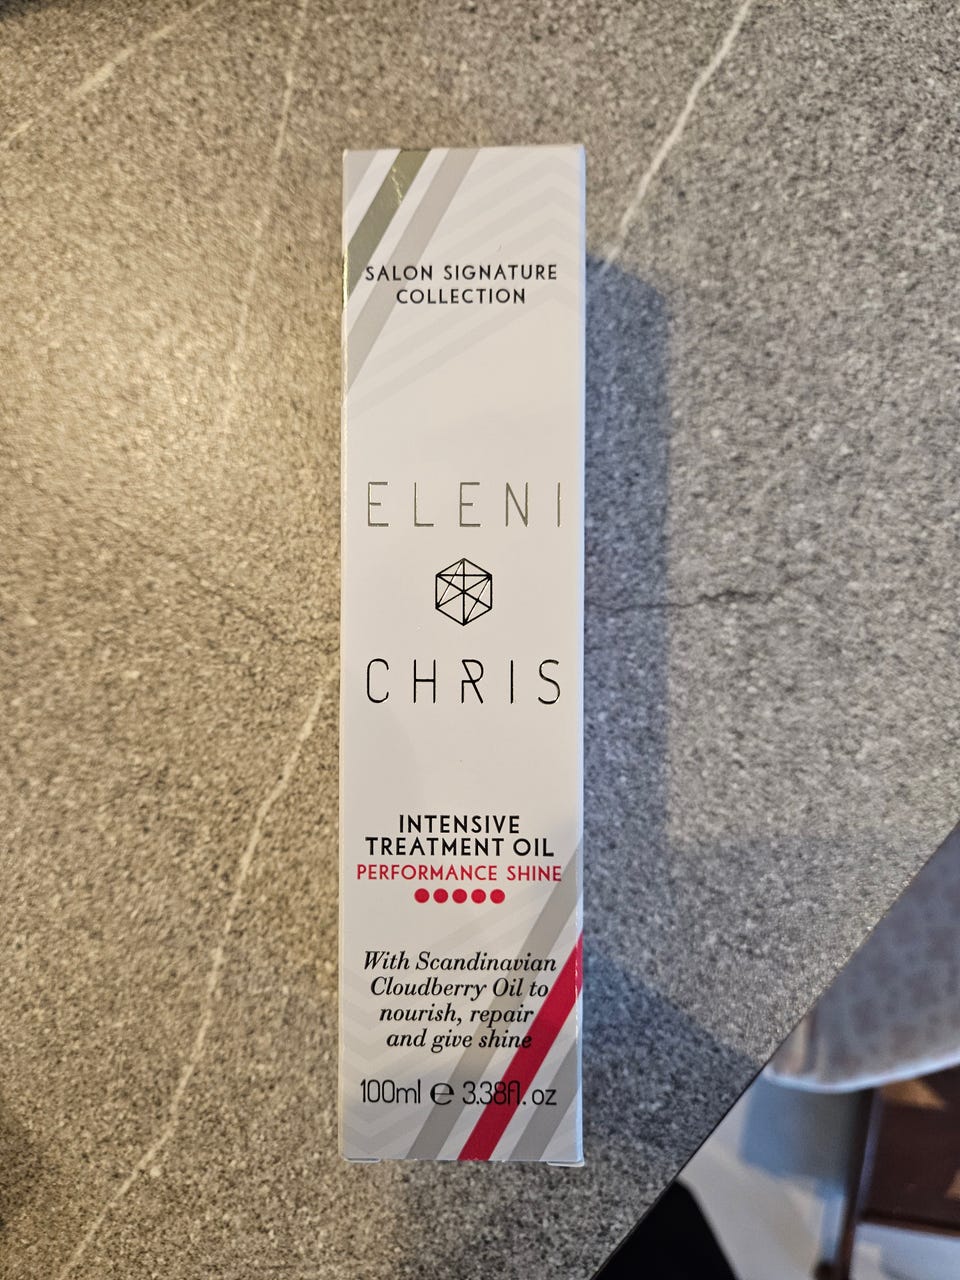 SALON SIGNATURE
COLLECTION
ELENI
CHRIS
INTENSIVE
TREATMENT OIL
PERFORMANCE SHINE
With Scandinavian
Cloudberry Oil to
nourish, repair
and give shine
100ml ℮ 3.38fl. oz